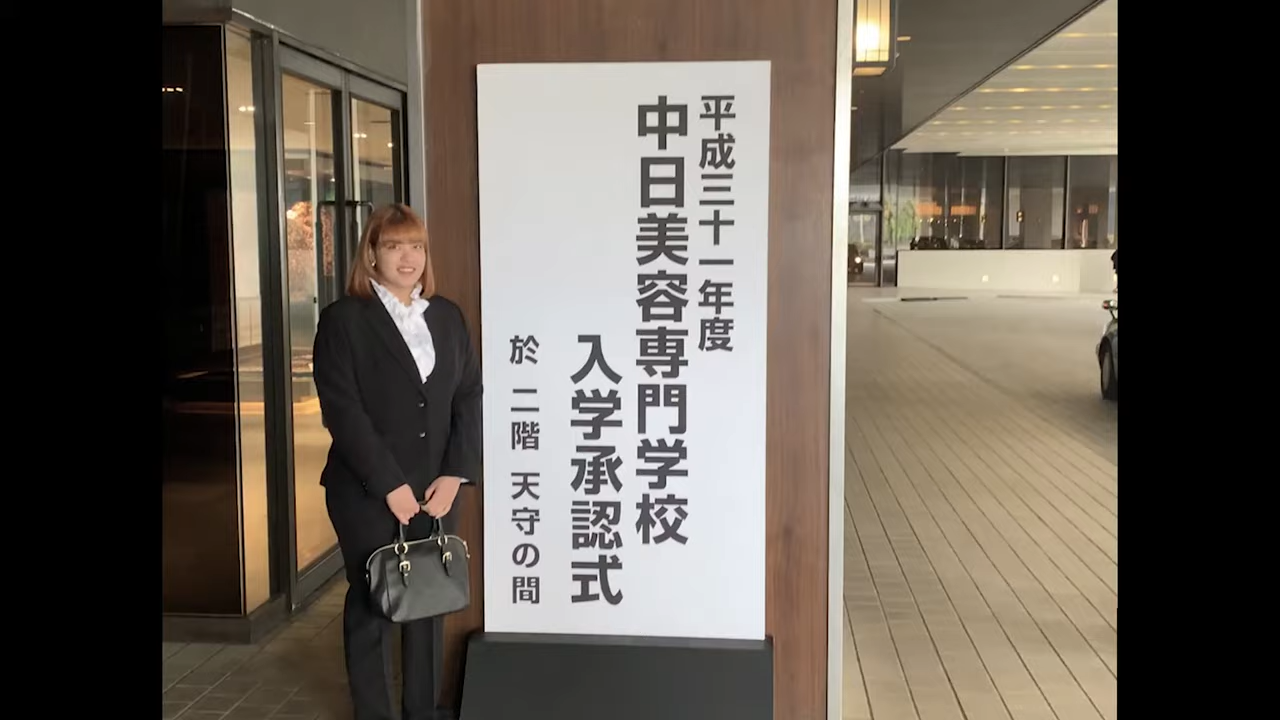 平成三十一年度
中日美容専門学校
入学承認式
於 二階 天守の間